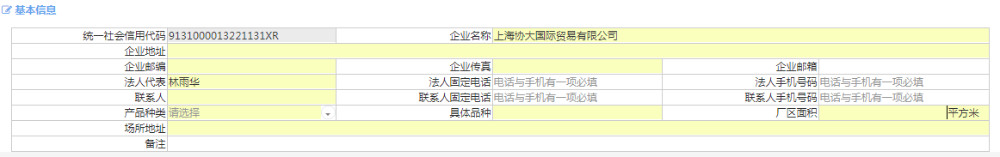 基本信息
统一社会信用代码 9131000013221131XR 企业名称 上海协大国际贸易有限公司
企业地址
企业邮编 企业传真 企业邮箱
法人代表 林雨华 法人固定电话 电话与手机有一项必填 法人手机号码 电话与手机有一项必填
联系人 联系人固定电话 电话与手机有一项必填 联系人手机号码 电话与手机有一项必填
产品种类 请选择 具体品种 厂区面积 平方米
场所地址
备注